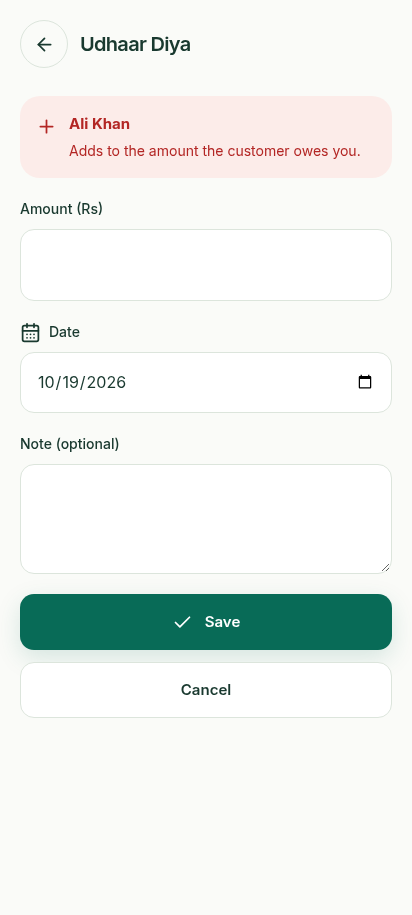 Udhaar Diya
Ali Khan
Adds to the amount the customer owes you.
Amount (Rs)
Date
10/19/2026
Note (optional)
Save
Cancel